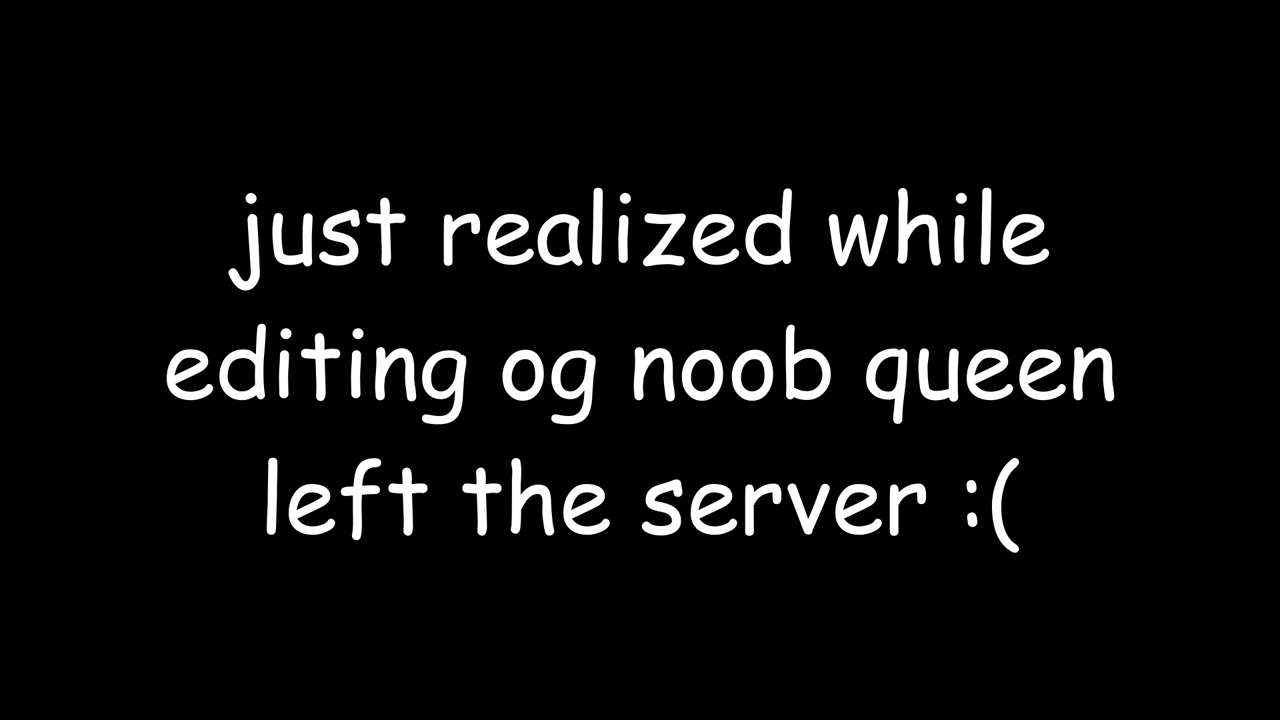 just realized while
editing og noob queen
left the server :(